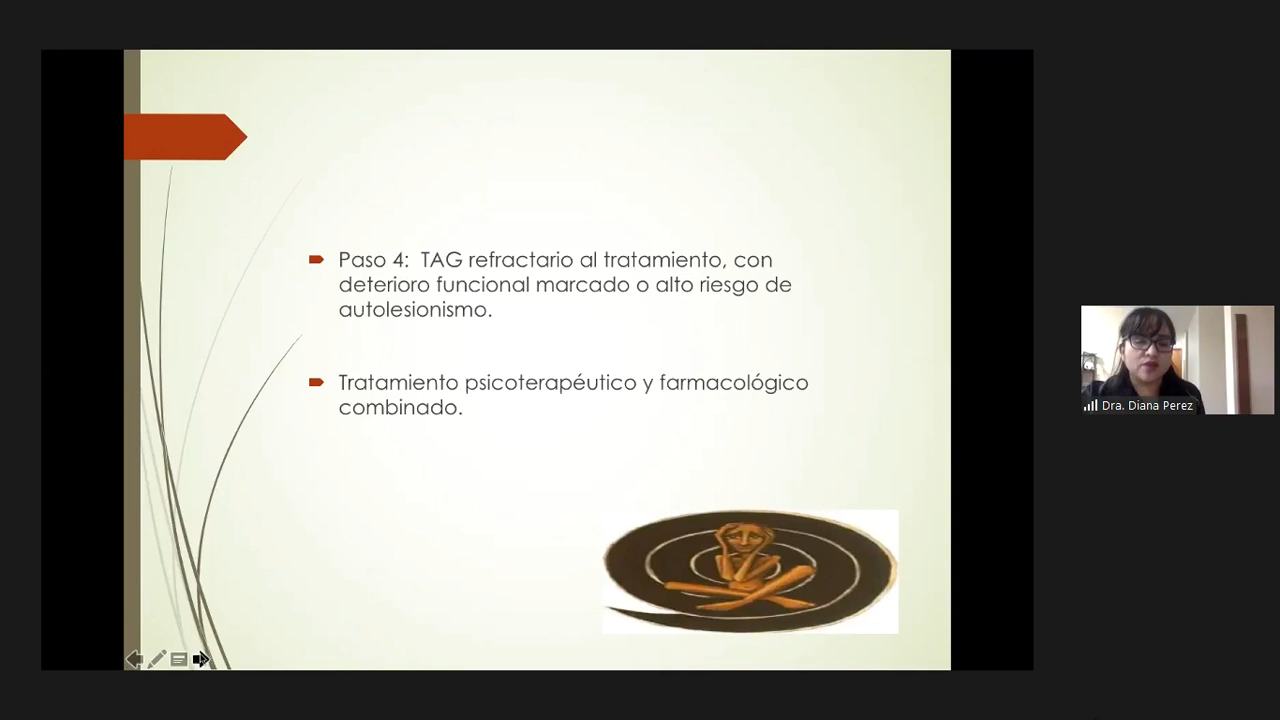 Paso 4: TAG refractario al tratamiento, con
deterioro funcional marcado o alto riesgo de
autolesionismo.
Tratamiento psicoterapéutico y farmacológico
combinado.
Dra. Diana Perez